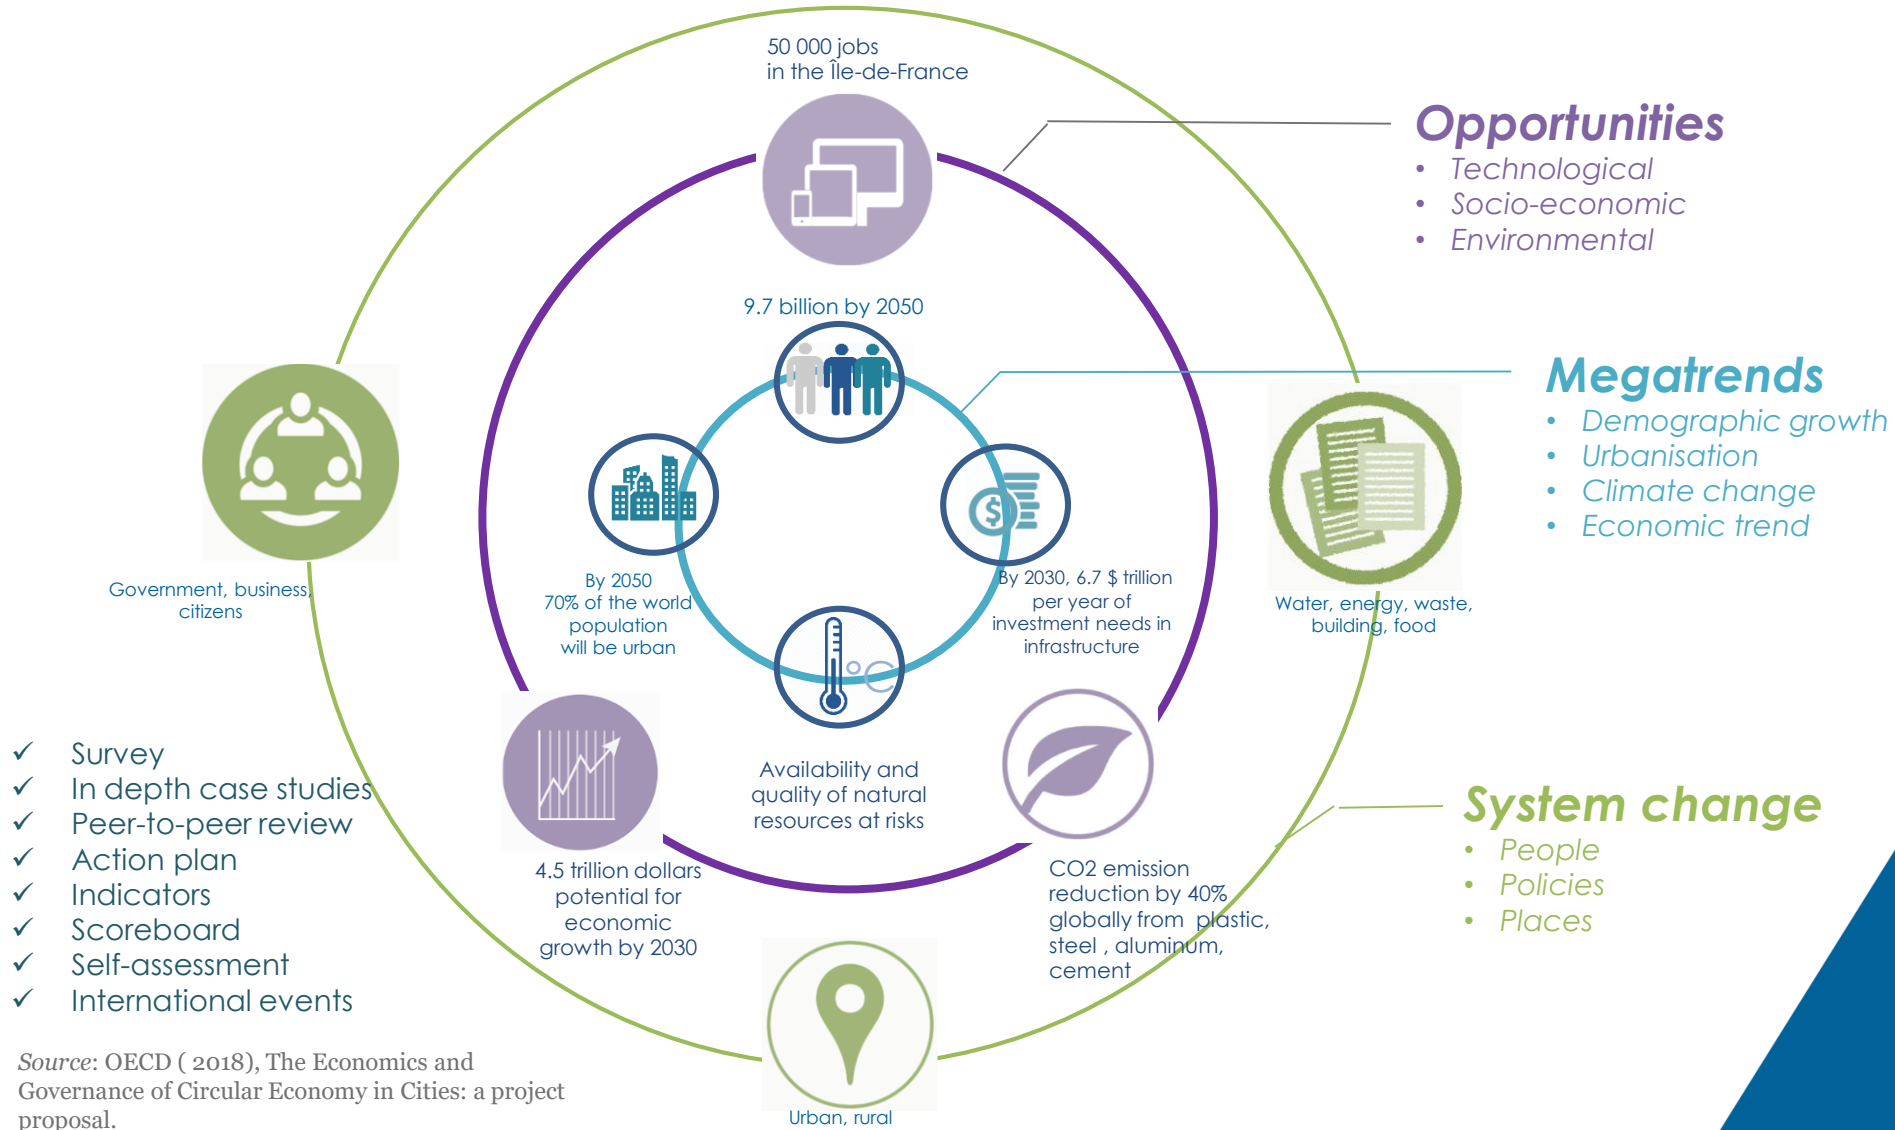 50 000 jobs
in the Île-de-France
Opportunities
• Technological
• Socio-economic
• Environmental
9.7 billion by 2050
Megatrends
• Demographic growth
• Urbanisation
• Climate change
• Economic trend
$
Government, business,
citizens
By 2050
70% of the world
population
will be urban
By 2030, 6.7 $ trillion
per year of
investment needs in
infrastructure
Water, energy, waste,
building, food
°C
Availability and
quality of natural
resources at risks
✓ Survey
✓ In depth case studies
✓ Peer-to-peer review
✓ Action plan
✓ Indicators
✓ Scoreboard
✓ Self-assessment
✓ International events
4.5 trillion dollars
potential for
economic
growth by 2030
CO2 emission
reduction by 40%
globally from  plastic,
steel , aluminum,
cement
System change
• People
• Policies
• Places
Urban, rural
Source: OECD ( 2018), The Economics and
Governance of Circular Economy in Cities: a project
proposal.